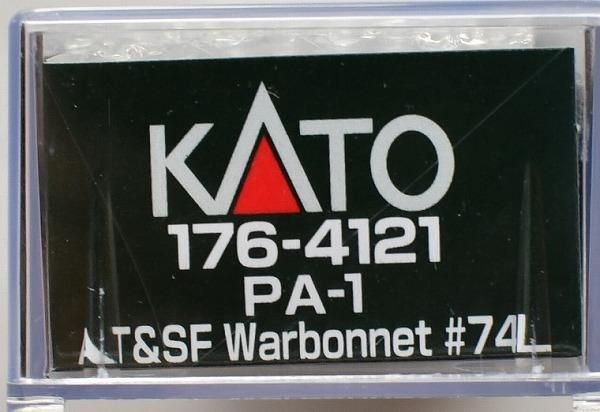 KATO
176-4121
PA-1
AT&SF Warbonnet #74L